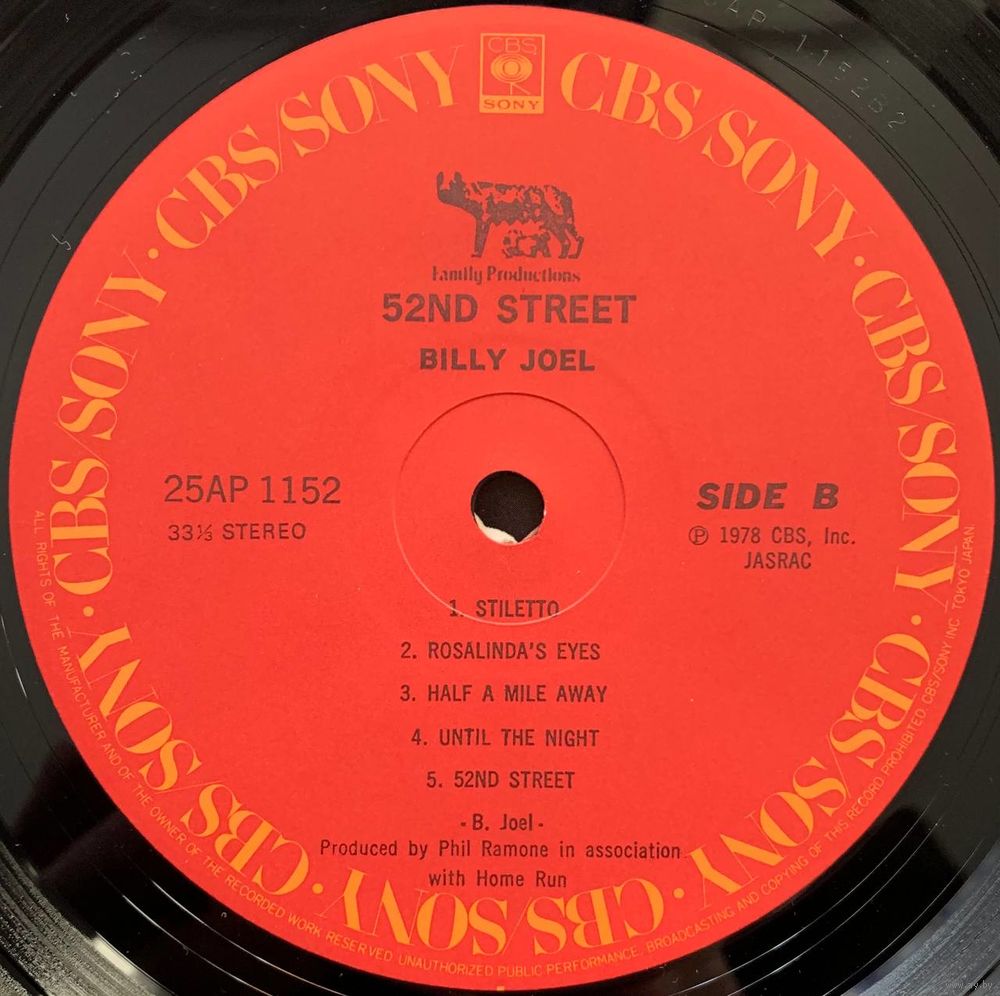 CBS
SONY
CBS/SONY · CBS/SONY · CBS/SONY · CBS/SONY · CBS/SONY · CBS/SONY · CBS/SONY · CBS/SONY
Family Productions
52ND STREET
BILLY JOEL
25AP 1152
33⅓ STEREO
SIDE B
Ⓟ 1978 CBS, Inc.
JASRAC
1. STILETTO
2. ROSALINDA'S EYES
3. HALF A MILE AWAY
4. UNTIL THE NIGHT
5. 52ND STREET
- B. Joel -
Produced by Phil Ramone in association
with Home Run
ALL RIGHTS OF THE MANUFACTURER AND OF THE OWNER OF THE RECORDED WORK RESERVED. UNAUTHORIZED PUBLIC PERFORMANCE, BROADCASTING AND COPYING OF THIS RECORD PROHIBITED. CBS/SONY INC. TOKYO JAPAN.
www.ay.by